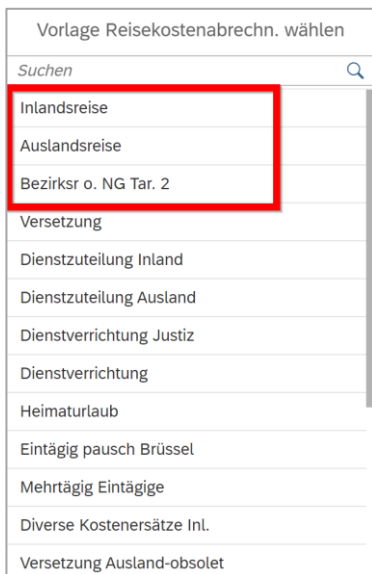 Vorlage Reisekostenabrechn. wählen
Suchen
Inlandsreise
Auslandsreise
Bezirksr o. NG Tar. 2
Versetzung
Dienstzuteilung Inland
Dienstzuteilung Ausland
Dienstverrichtung Justiz
Dienstverrichtung
Heimaturlaub
Eintägig pausch Brüssel
Mehrtägig Eintägige
Diverse Kostenersätze Inl.
Versetzung Ausland-obsolet